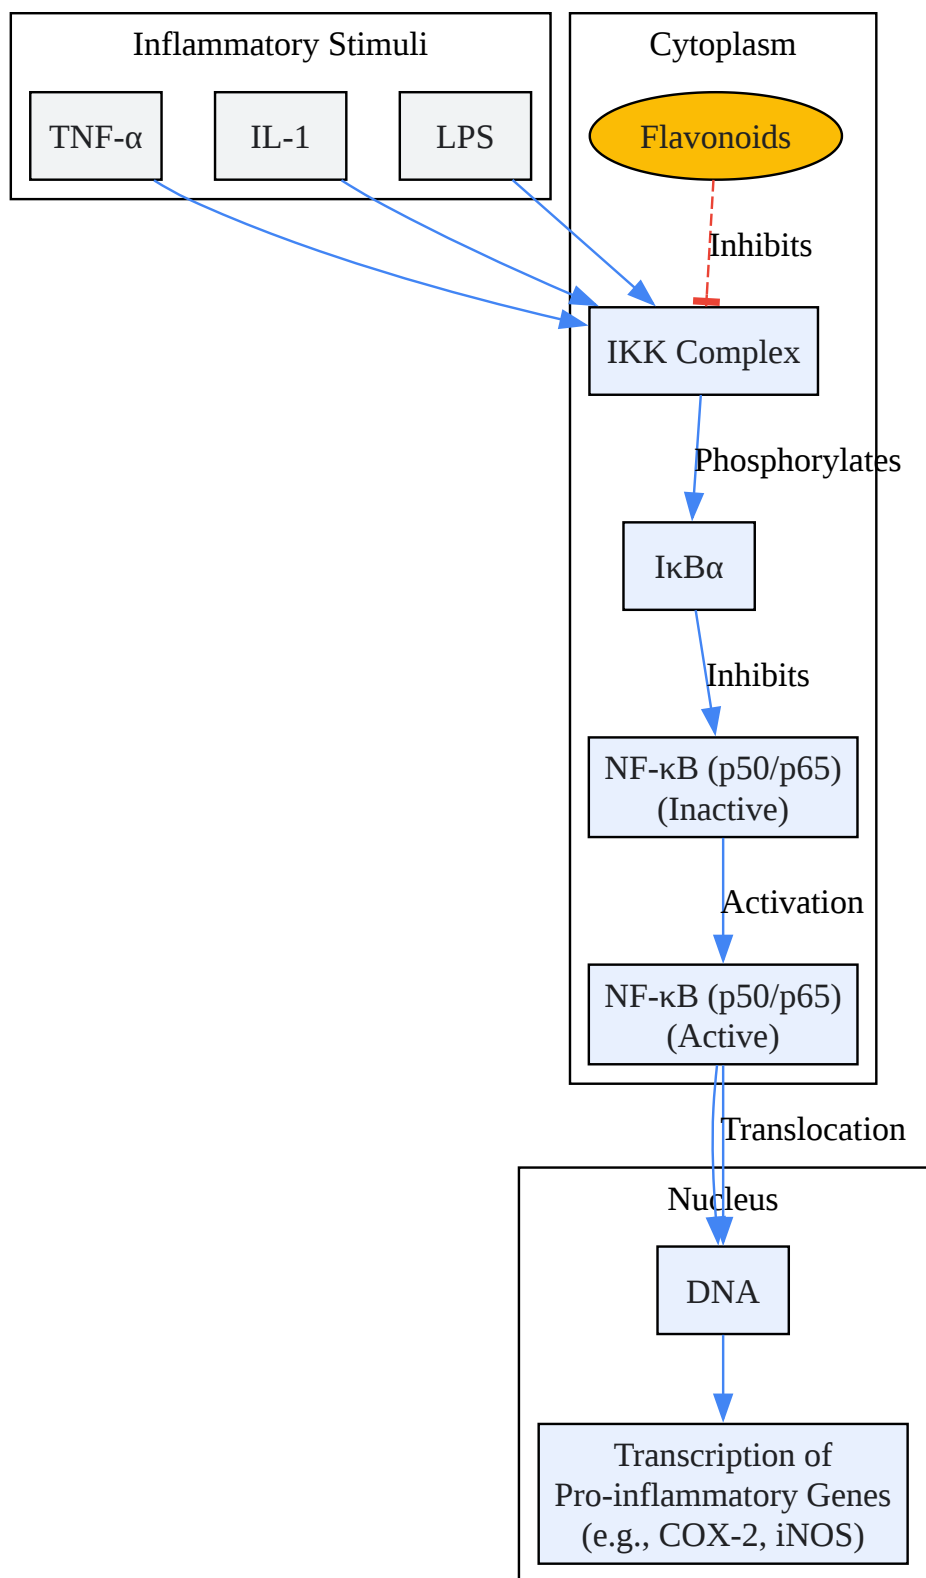 Inflammatory Stimuli
TNF-α
IL-1
LPS
Cytoplasm
Flavonoids
Inhibits
IKK Complex
Phosphorylates
IκBα
Inhibits
NF-κB (p50/p65)
(Inactive)
Activation
NF-κB (p50/p65)
(Active)
Translocation
Nucleus
DNA
Transcription of
Pro-inflammatory Genes
(e.g., COX-2, iNOS)